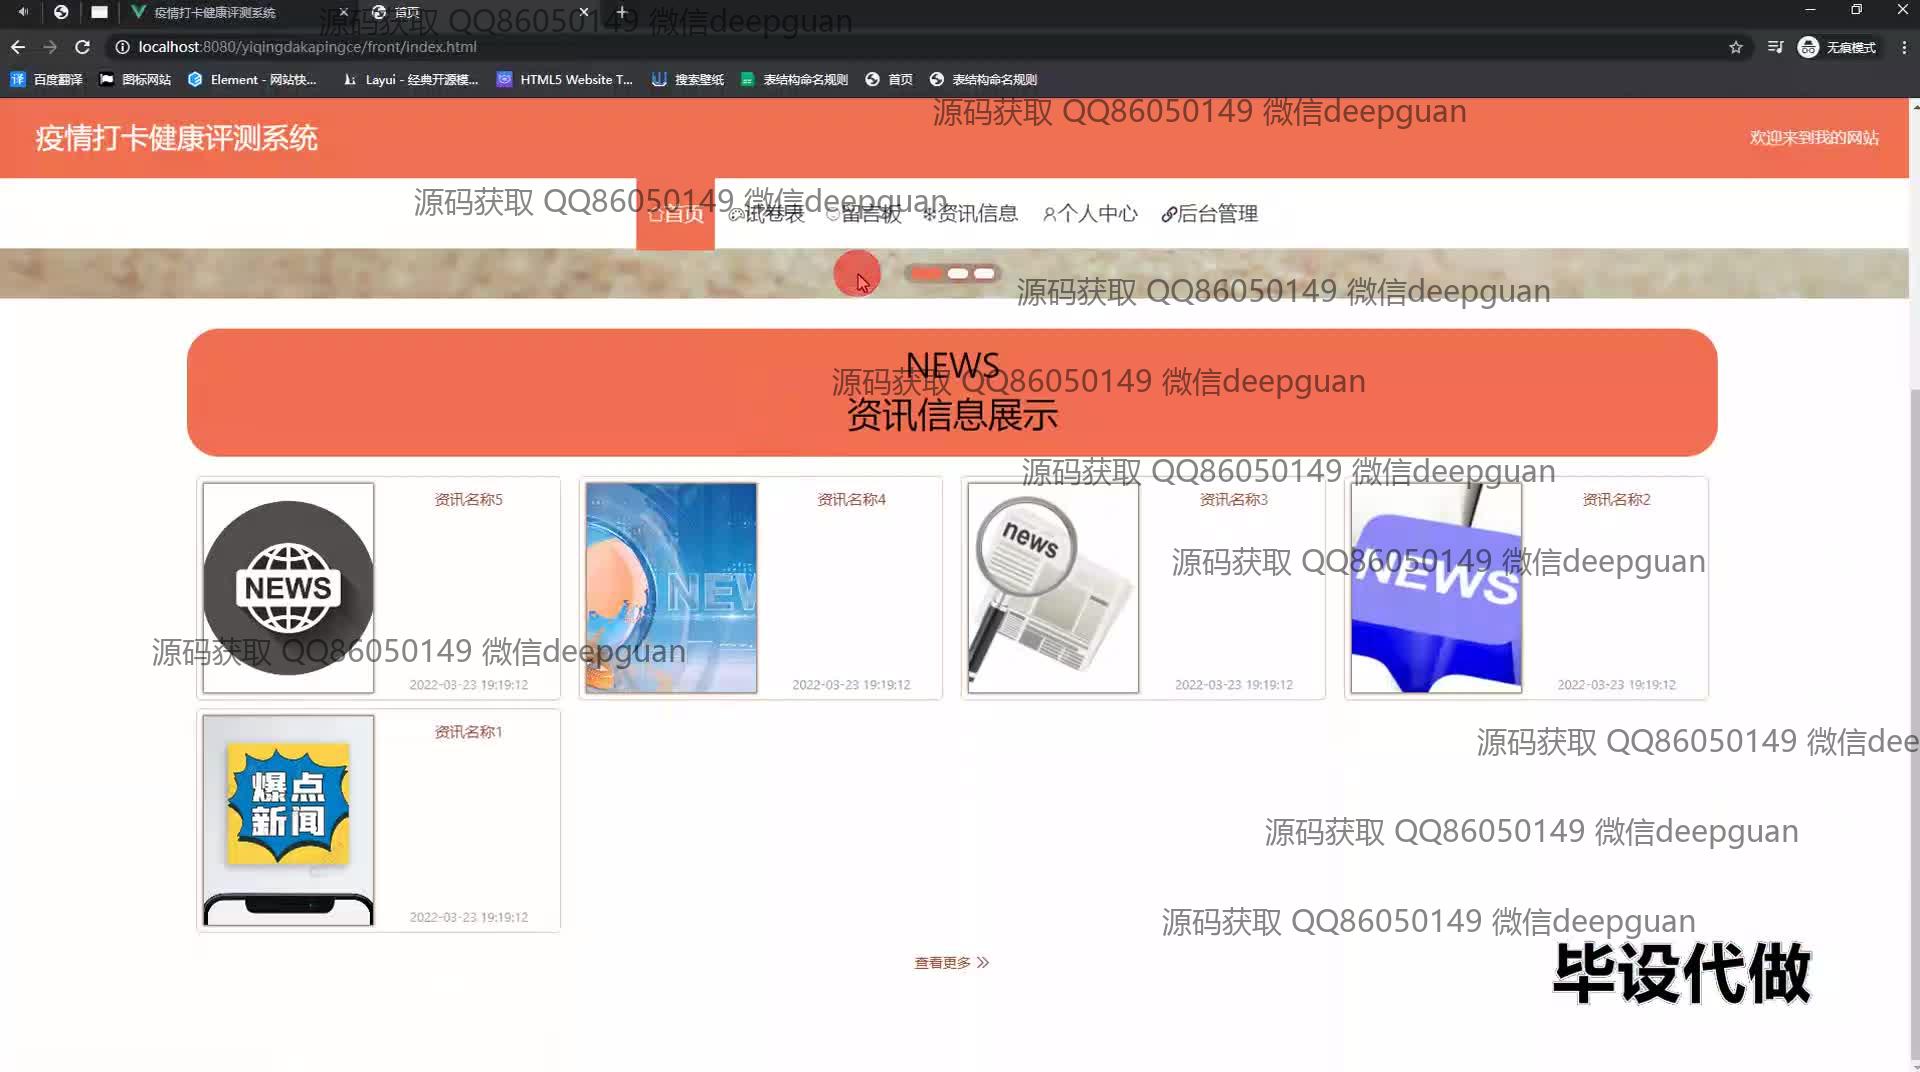 疫情打卡健康评测系统
首页
源码获取 QQ86050149 微信deepguan
localhost:8080/yiqingdakapingce/front/index.html
无痕模式
百度翻译
图标网站
Element - 网站快...
Layui - 经典开源模...
HTML5 Website T...
搜索壁纸
表结构命名规则
首页
表结构命名规则
源码获取 QQ86050149 微信deepguan
疫情打卡健康评测系统
欢迎来到我的网站
源码获取 QQ86050149 微信deepguan
首页
试卷表
留言板
资讯信息
个人中心
后台管理
源码获取 QQ86050149 微信deepguan
NEWS
源码获取 QQ86050149 微信deepguan
资讯信息展示
源码获取 QQ86050149 微信deepguan
资讯名称5
资讯名称4
资讯名称3
资讯名称2
news
源码获取 QQ86050149 微信deepguan
NEWS
NEW
NEWS
源码获取 QQ86050149 微信deepguan
2022-03-23 19:19:12
2022-03-23 19:19:12
2022-03-23 19:19:12
2022-03-23 19:19:12
资讯名称1
源码获取 QQ86050149 微信dee
爆点
新闻
源码获取 QQ86050149 微信deepguan
2022-03-23 19:19:12
源码获取 QQ86050149 微信deepguan
查看更多
毕设代做